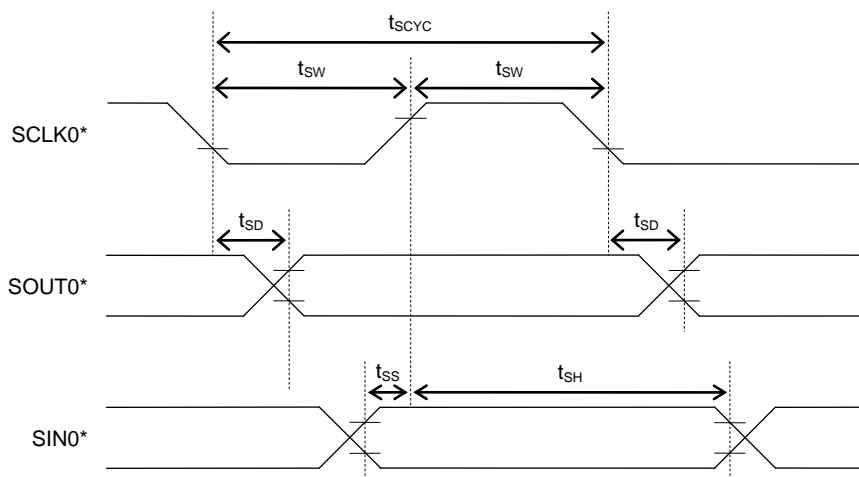 tSCYC
tSW tSW
SCLK0*
tSD tSD
SOUT0*
tSS tSH
SIN0*